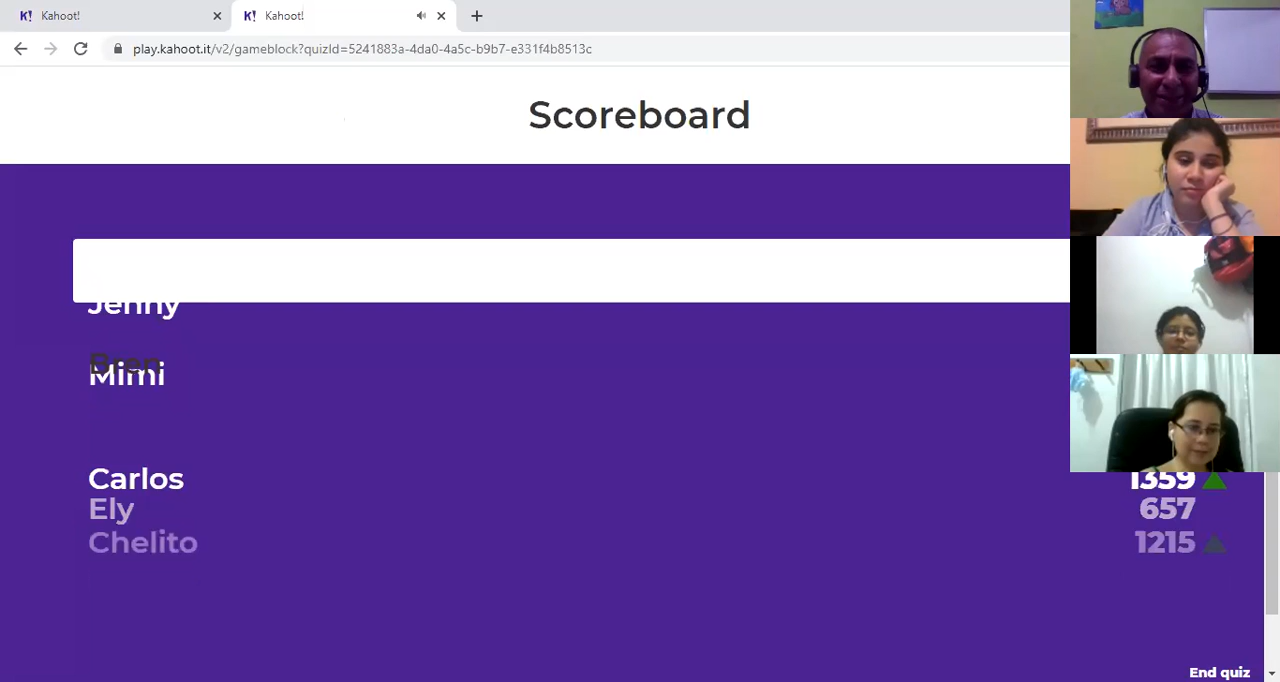 Kahoot!
Kahoot!
play.kahoot.it/v2/gameblock?quizId=5241883a-4da0-4a5c-b9b7-e331f4b8513c
Scoreboard
Jenny
Bren
Mimi
Carlos 1359
Ely 657
Chelito 1215
End quiz